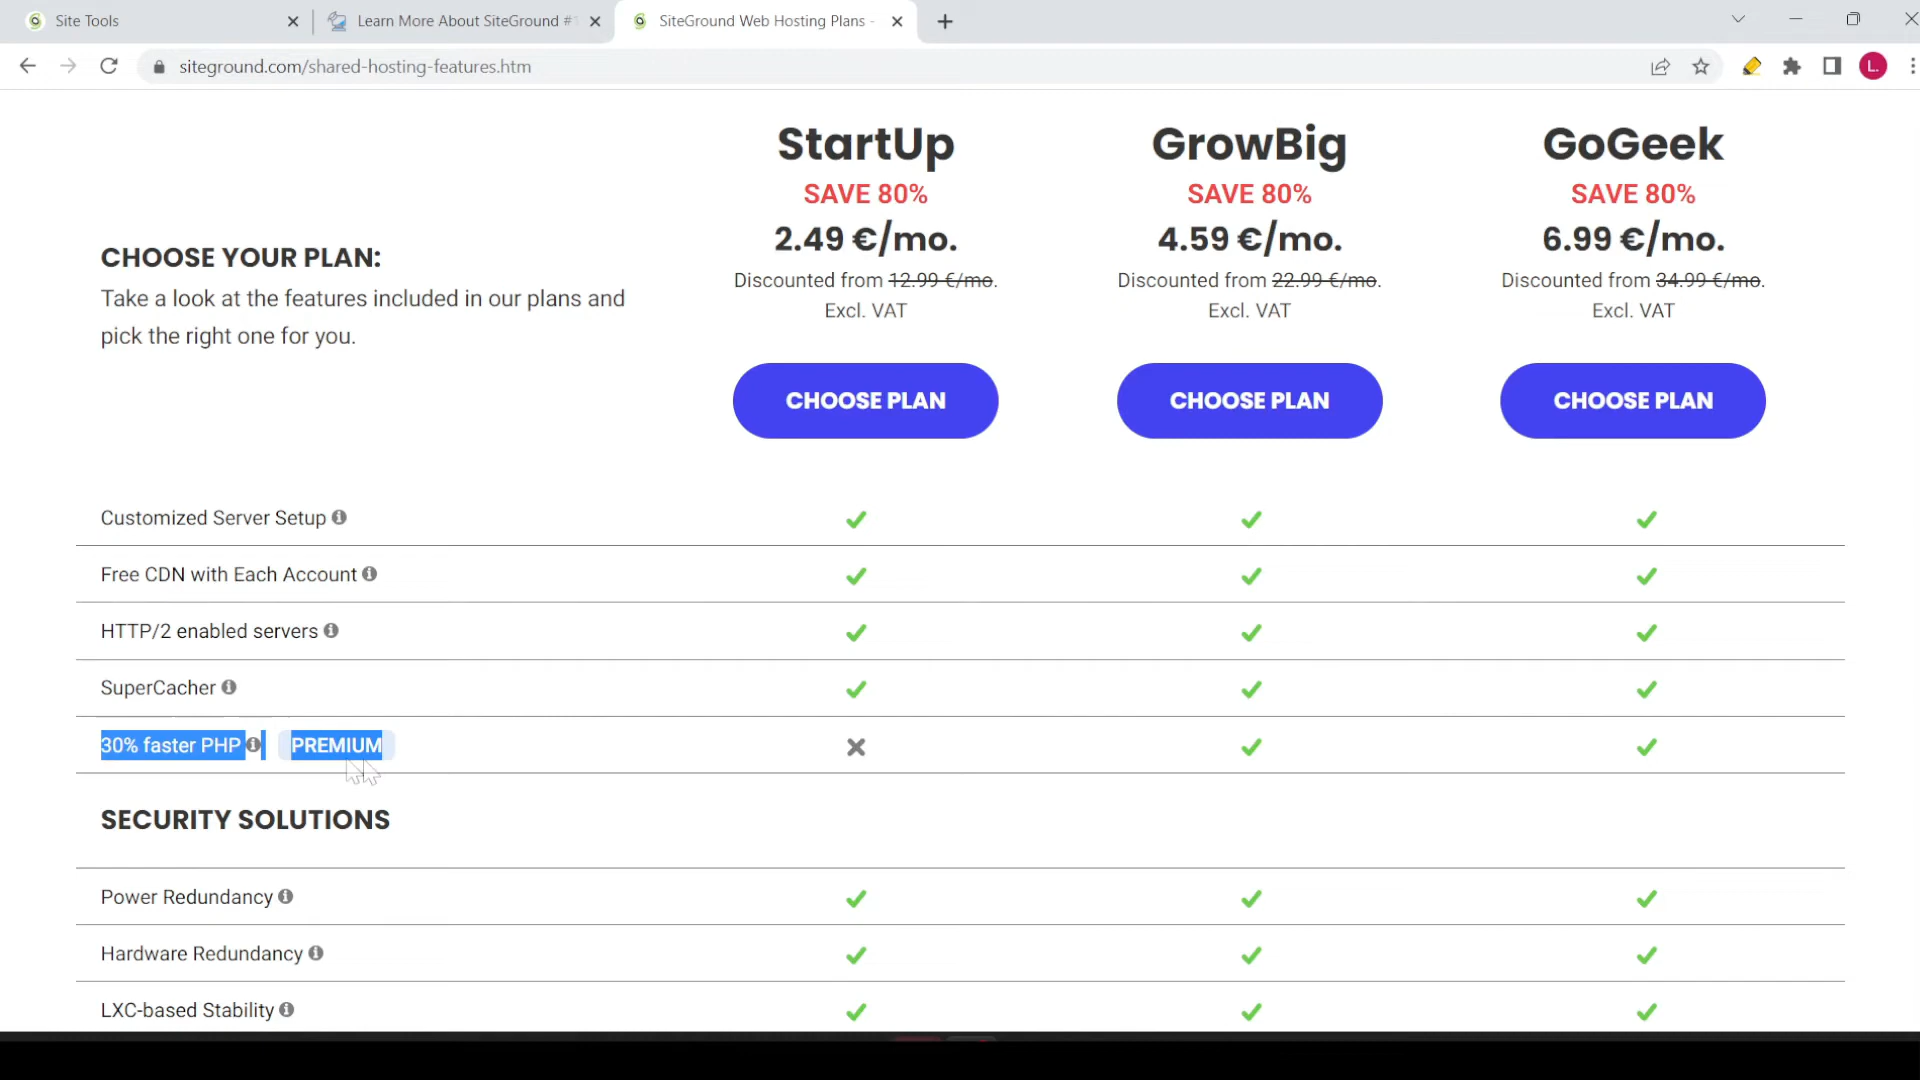 Site Tools
Learn More About SiteGround #
SiteGround Web Hosting Plans -
siteground.com/shared-hosting-features.htm
L.
StartUp
GrowBig
GoGeek
SAVE 80%
SAVE 80%
SAVE 80%
2.49 €/mo.
4.59 €/mo.
6.99 €/mo.
CHOOSE YOUR PLAN:
Take a look at the features included in our plans and
pick the right one for you.
Discounted from 12.99 €/mo.
Discounted from 22.99 €/mo.
Discounted from 34.99 €/mo.
Excl. VAT
Excl. VAT
Excl. VAT
CHOOSE PLAN
CHOOSE PLAN
CHOOSE PLAN
Customized Server Setup
Free CDN with Each Account
HTTP/2 enabled servers
SuperCacher
30% faster PHP PREMIUM
SECURITY SOLUTIONS
Power Redundancy
Hardware Redundancy
LXC-based Stability